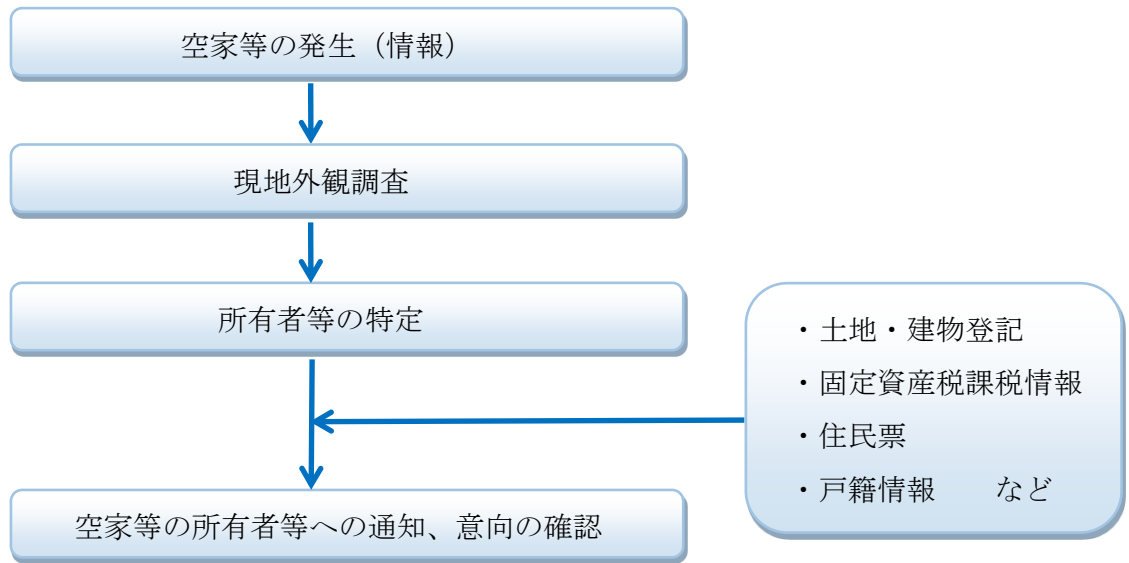 空家等の発生（情報）
現地外観調査
所有者等の特定
・土地・建物登記
・固定資産税課税情報
・住民票
・戸籍情報　　など
空家等の所有者等への通知、意向の確認